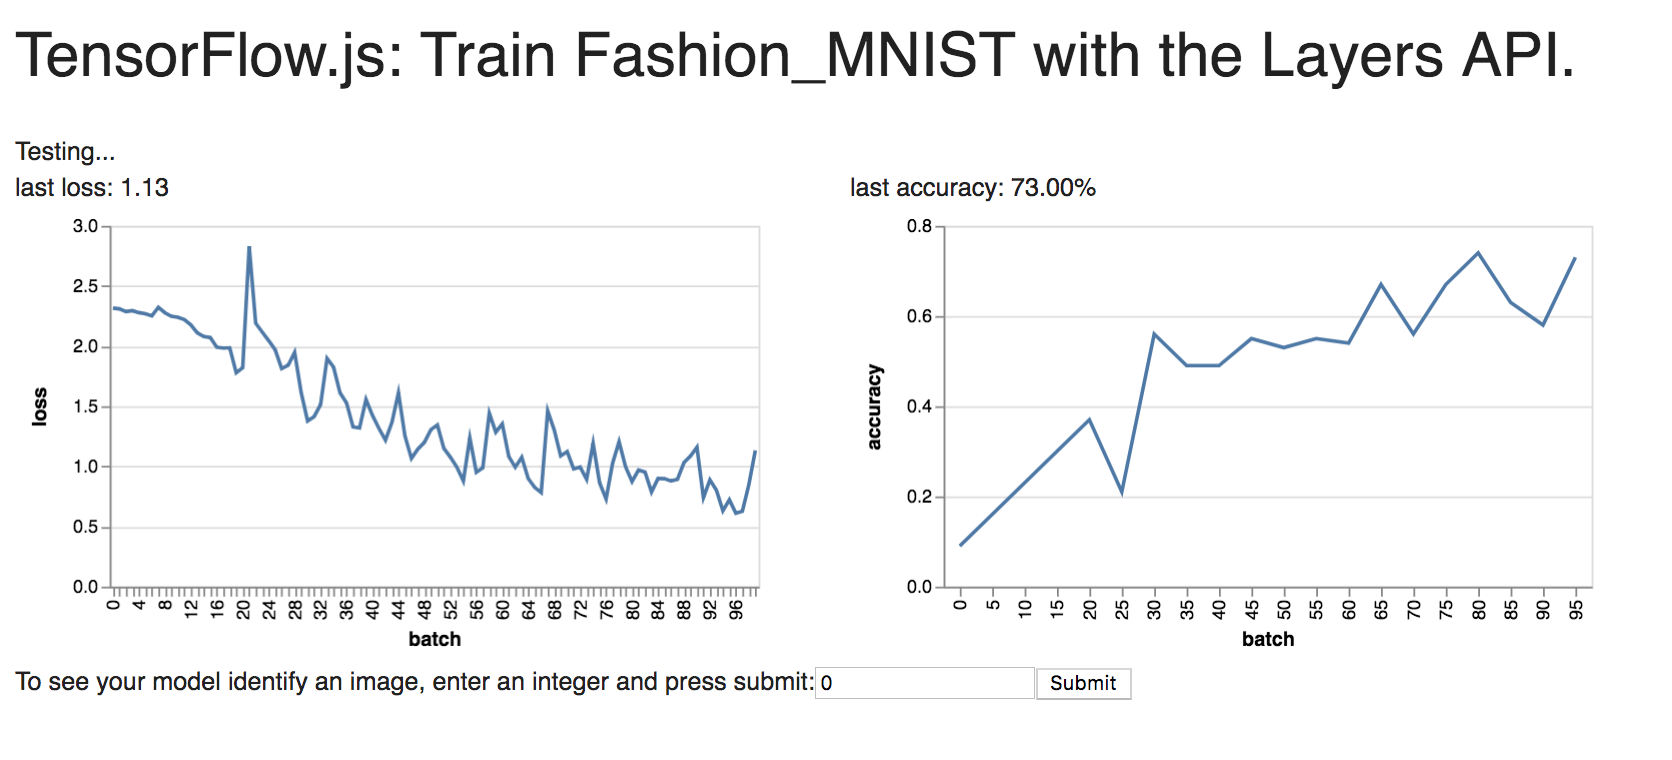 TensorFlow.js: Train Fashion_MNIST with the Layers API.
Testing...
last loss: 1.13
last accuracy: 73.00%
3.0
2.5
2.0
1.5
1.0
0.5
0.0
loss
0 4 8 12 16 20 24 28 32 36 40 44 48 52 56 60 64 68 72 76 80 84 88 92 96
batch
0.8
0.6
0.4
0.2
0.0
accuracy
0 5 10 15 20 25 30 35 40 45 50 55 60 65 70 75 80 85 90 95
batch
To see your model identify an image, enter an integer and press submit: 0 Submit